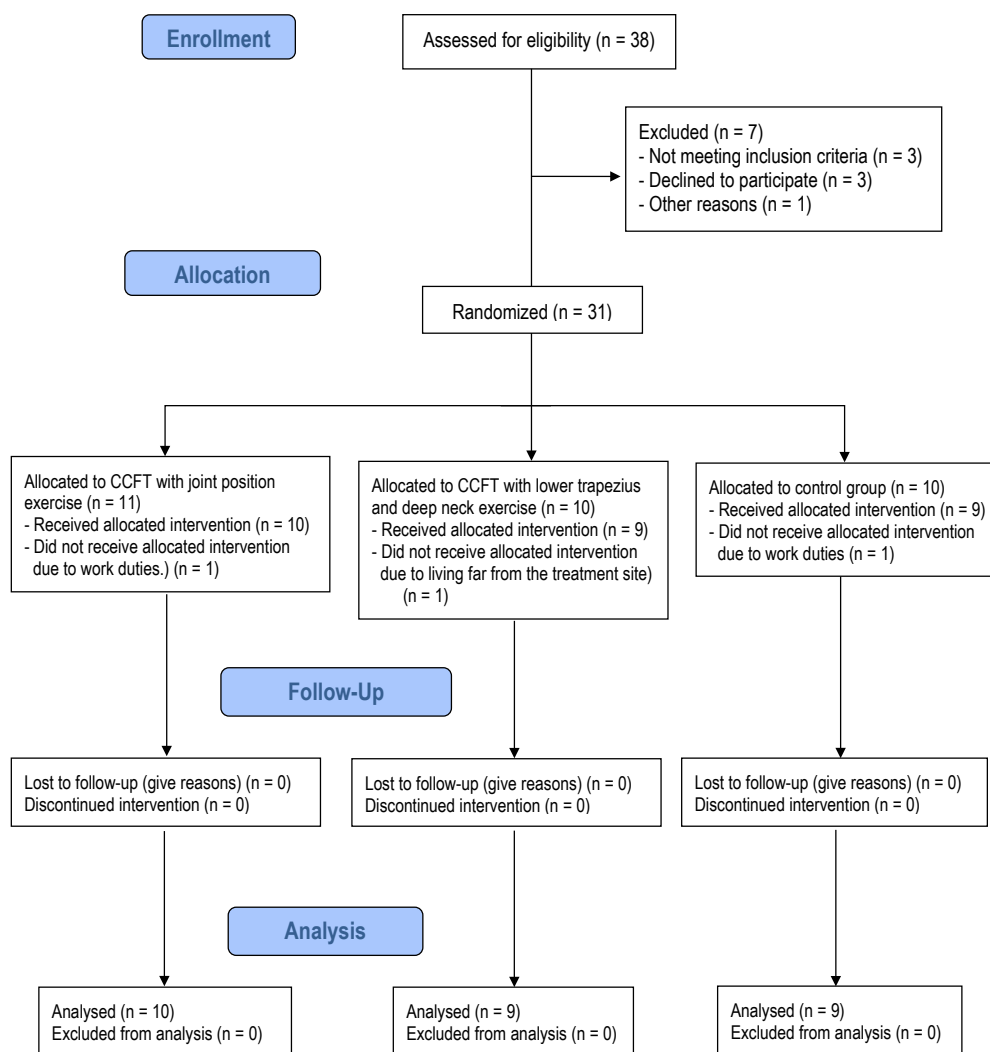 Enrollment
Assessed for eligibility (n = 38)
Excluded (n = 7)
- Not meeting inclusion criteria (n = 3)
- Declined to participate (n = 3)
- Other reasons (n = 1)
Allocation
Randomized (n = 31)
Allocated to CCFT with joint position
exercise (n = 11)
- Received allocated intervention (n = 10)
- Did not receive allocated intervention
due to work duties.) (n = 1)
Allocated to CCFT with lower trapezius
and deep neck exercise (n = 10)
- Received allocated intervention (n = 9)
- Did not receive allocated intervention
due to living far from the treatment site)
(n = 1)
Allocated to control group (n = 10)
- Received allocated intervention (n = 9)
- Did not receive allocated intervention
due to work duties (n = 1)
Follow-Up
Lost to follow-up (give reasons) (n = 0)
Discontinued intervention (n = 0)
Lost to follow-up (give reasons) (n = 0)
Discontinued intervention (n = 0)
Lost to follow-up (give reasons) (n = 0)
Discontinued intervention (n = 0)
Analysis
Analysed (n = 10)
Excluded from analysis (n = 0)
Analysed (n = 9)
Excluded from analysis (n = 0)
Analysed (n = 9)
Excluded from analysis (n = 0)